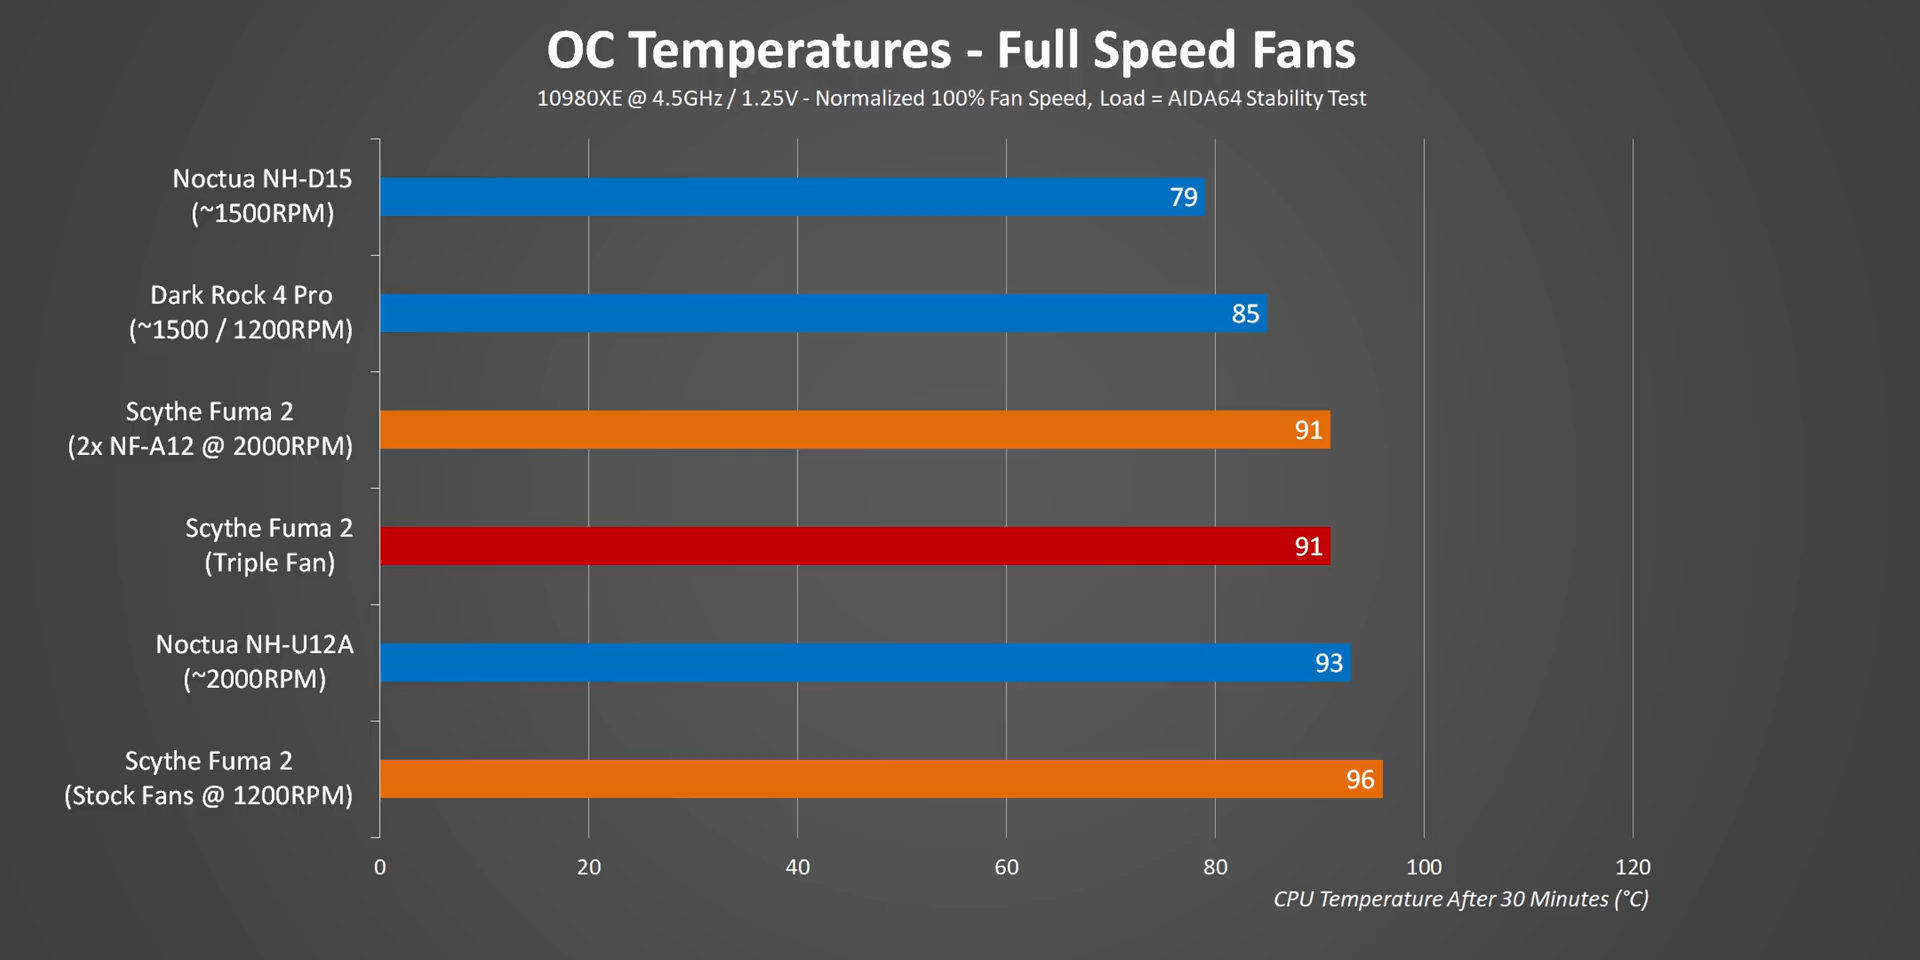 OC Temperatures - Full Speed Fans
10980XE @ 4.5GHz / 1.25V - Normalized 100% Fan Speed, Load = AIDA64 Stability Test
Noctua NH-D15
(~1500RPM)
79
Dark Rock 4 Pro
(~1500 / 1200RPM)
85
Scythe Fuma 2
(2x NF-A12 @ 2000RPM)
91
Scythe Fuma 2
(Triple Fan)
91
Noctua NH-U12A
(~2000RPM)
93
Scythe Fuma 2
(Stock Fans @ 1200RPM)
96
0 20 40 60 80 100 120
CPU Temperature After 30 Minutes (°C)